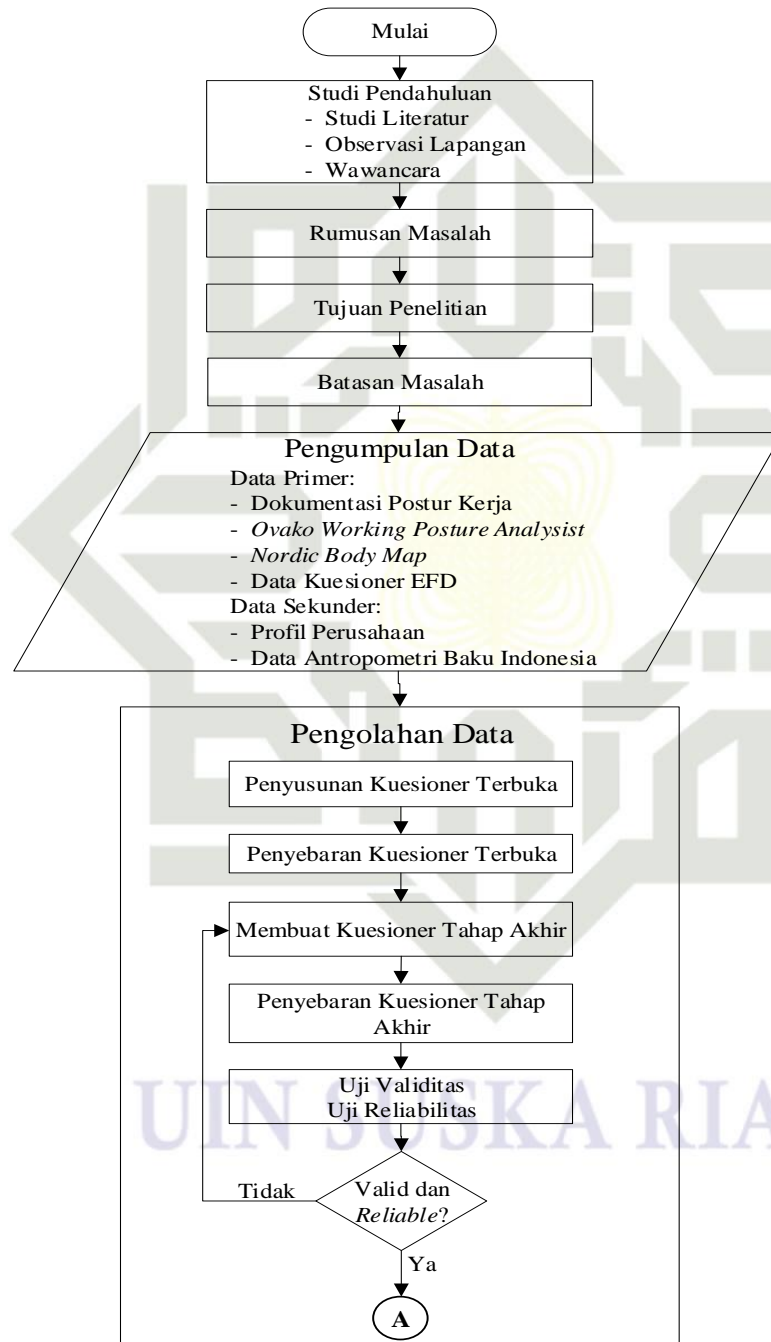 Mulai
Studi Pendahuluan
- Studi Literatur
- Observasi Lapangan
- Wawancara
Rumusan Masalah
Tujuan Penelitian
Batasan Masalah
Pengumpulan Data
Data Primer:
- Dokumentasi Postur Kerja
- Ovako Working Posture Analysist
- Nordic Body Map
- Data Kuesioner EFD
Data Sekunder:
- Profil Perusahaan
- Data Antropometri Baku Indonesia
Pengolahan Data
Penyusunan Kuesioner Terbuka
Penyebaran Kuesioner Terbuka
Membuat Kuesioner Tahap Akhir
Penyebaran Kuesioner Tahap
Akhir
Uji Validitas
Uji Reliabilitas
UIN SUSKA RIA
Tidak
Valid dan
Reliable?
Ya
A